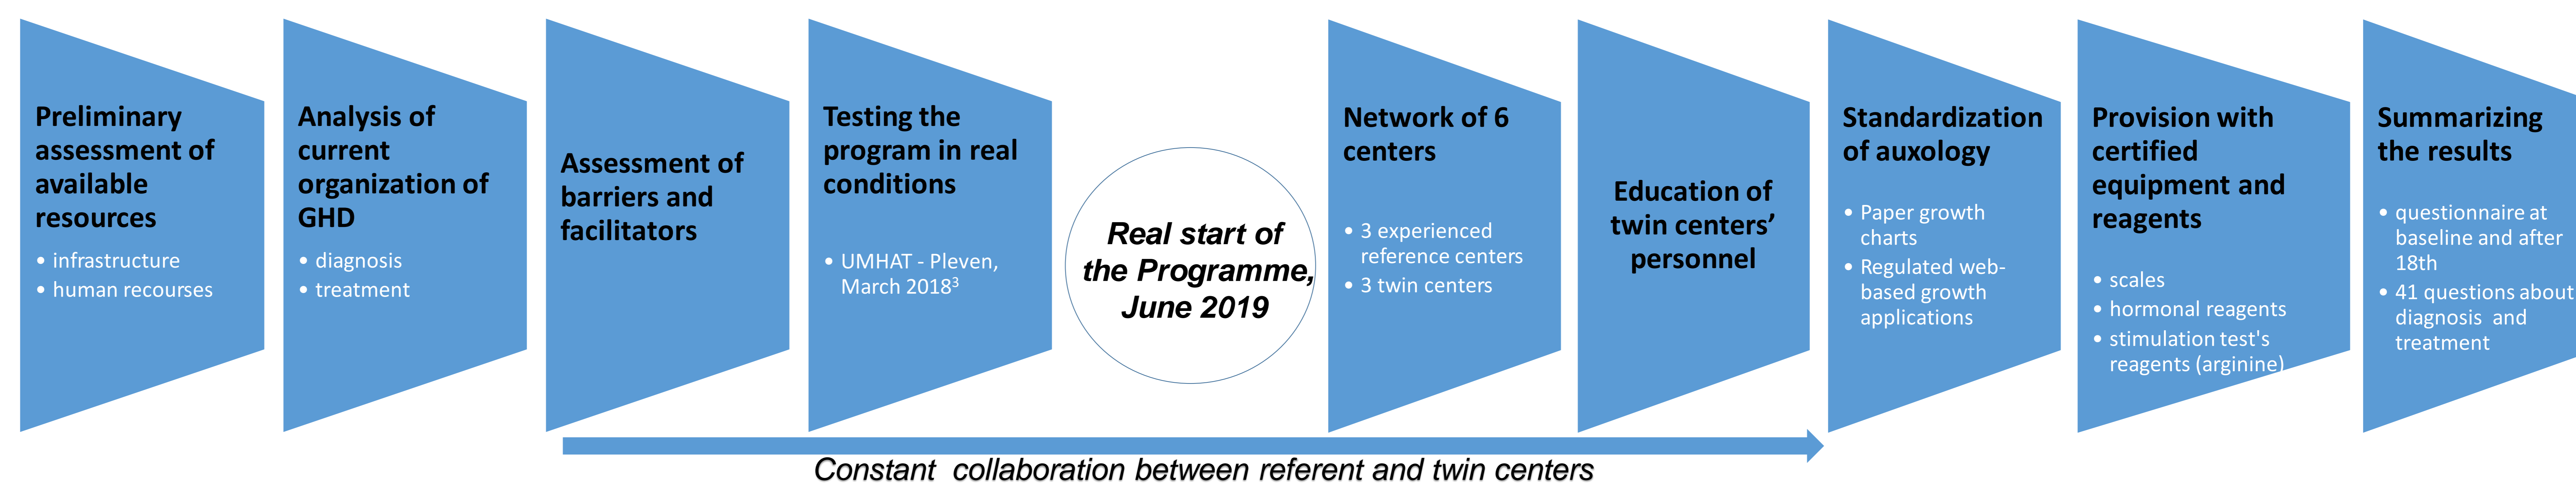 Preliminary
assessment of
available
resources
• infrastructure
• human recourses
Analysis of
current
organization of
GHD
• diagnosis
• treatment
Assessment of
barriers and
facilitators
Testing the
program in real
conditions
• UMHAT - Pleven,
March 2018³
Real start of
the Programme,
June 2019
Network of 6
centers
• 3 experienced
reference centers
• 3 twin centers
Education of
twin centers’
personnel
Standardization
of auxology
• Paper growth
charts
• Regulated web-
based growth
applications
Provision with
certified
equipment and
reagents
• scales
• hormonal reagents
• stimulation test's
reagents (arginine)
Summarizing
the results
• questionnaire at
baseline and after
18th
• 41 questions about
diagnosis and
treatment
Constant collaboration between referent and twin centers